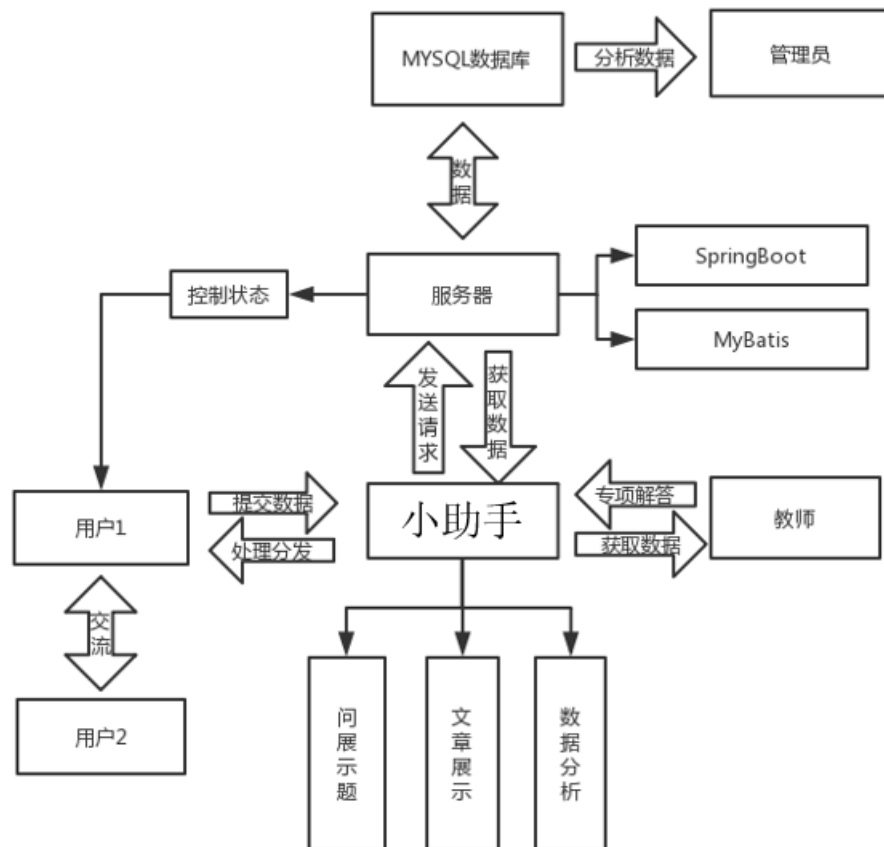 MYSQL数据库
分析数据
管理员
数据
SpringBoot
控制状态
服务器
MyBatis
发送请求
获取数据
提交数据
专项解答
用户1
小助手
教师
处理分发
获取数据
交流
用户2
问展示题
文章展示
数据分析